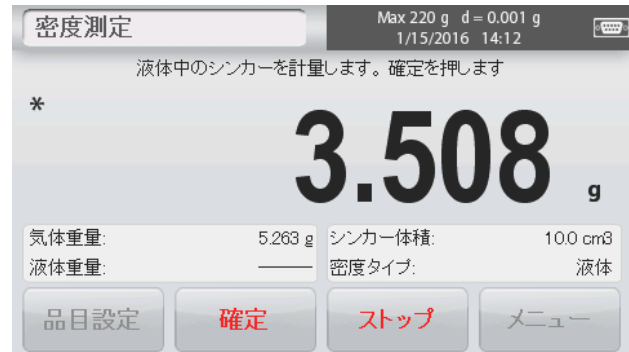 密度測定
Max 220 g d = 0.001 g
1/15/2016 14:12
液体中のシンカーを計量します。確定を押します
*
3.508 g
気体重量: 5.263 g シンカー体積: 10.0 cm3
液体重量: ——— 密度タイプ: 液体
品目設定 確定 ストップ メニュー